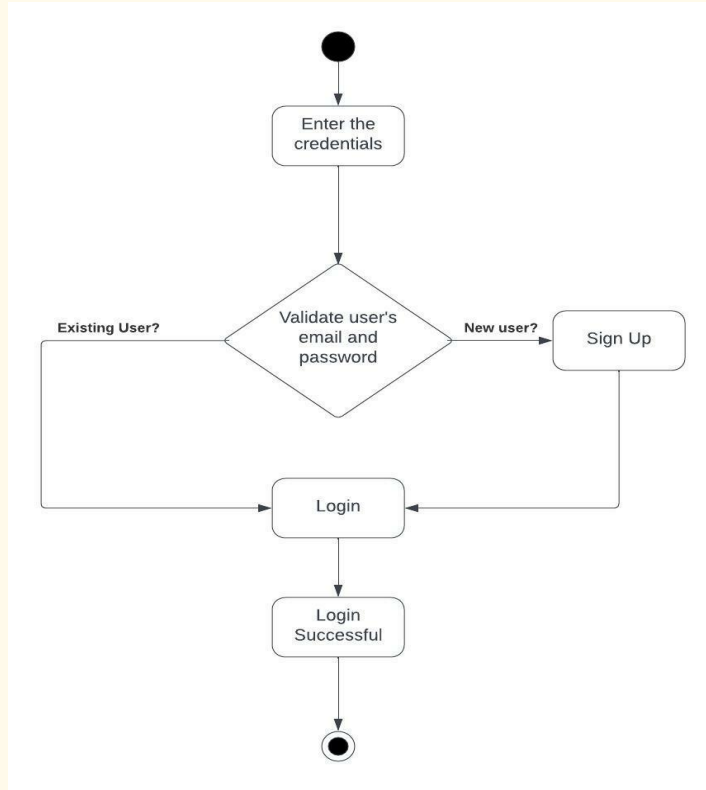 Enter the
credentials
Validate user's
email and
password
Existing User?
New user?
Sign Up
Login
Login
Successful